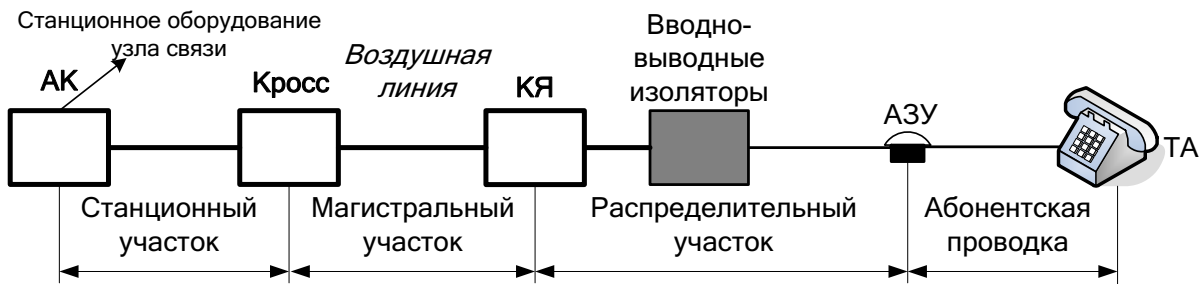 Станционное оборудование
узла связи
АК
Кросс
Воздушная
линия
КЯ
Вводно-
выводные
изоляторы
АЗУ
ТА
Станционный
участок
Магистральный
участок
Распределительный
участок
Абонентская
проводка